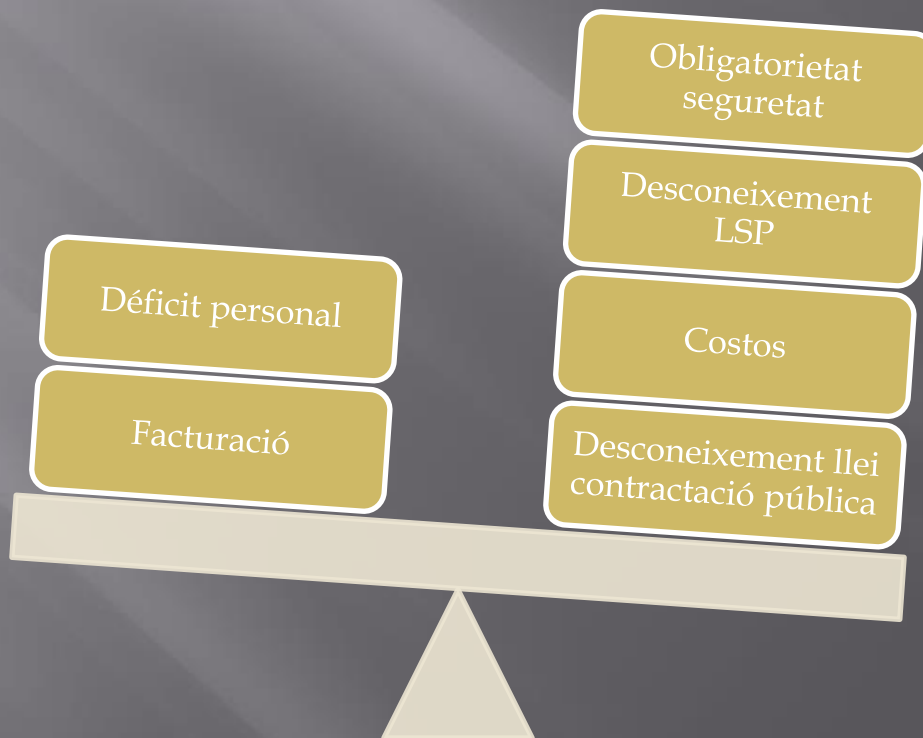 Déficit personal
Facturació
Obligatorietat
seguretat
Desconeixement
LSP
Costos
Desconeixement llei
contractació pública